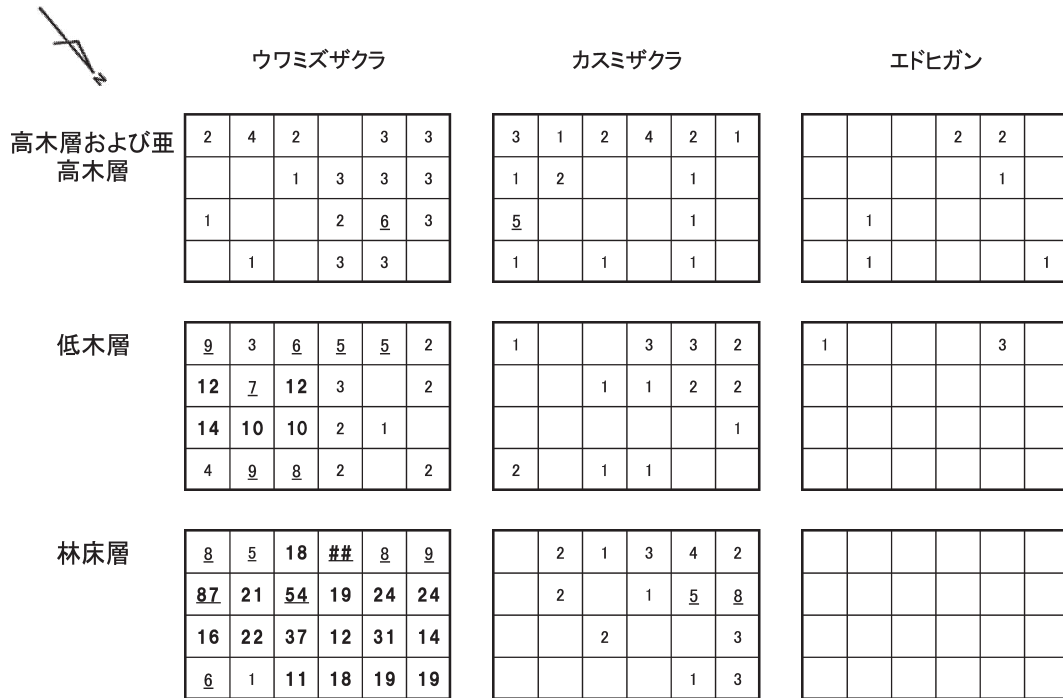 N
ウワミズザクラ カスミザクラ エドヒガン
高木層および亜
高木層
2 4 2 3 3 3 1 2 4 2 1 2 2
1 3 3 3 1 2 1 1
1 2 6 3 5 1 1
1 3 3 1 1 1 1 1
低木層
9 3 6 5 5 2 1 3 3 2 1 3
12 7 12 3 2 1 1 2 2
14 10 10 2 1 1
4 9 8 2 2 2 1 1
林床層
8 5 18 ## 8 9 2 1 3 4 2
87 21 54 19 24 24 2 1 5 8
16 22 37 12 31 14 2 3
6 1 11 18 19 19 1 3